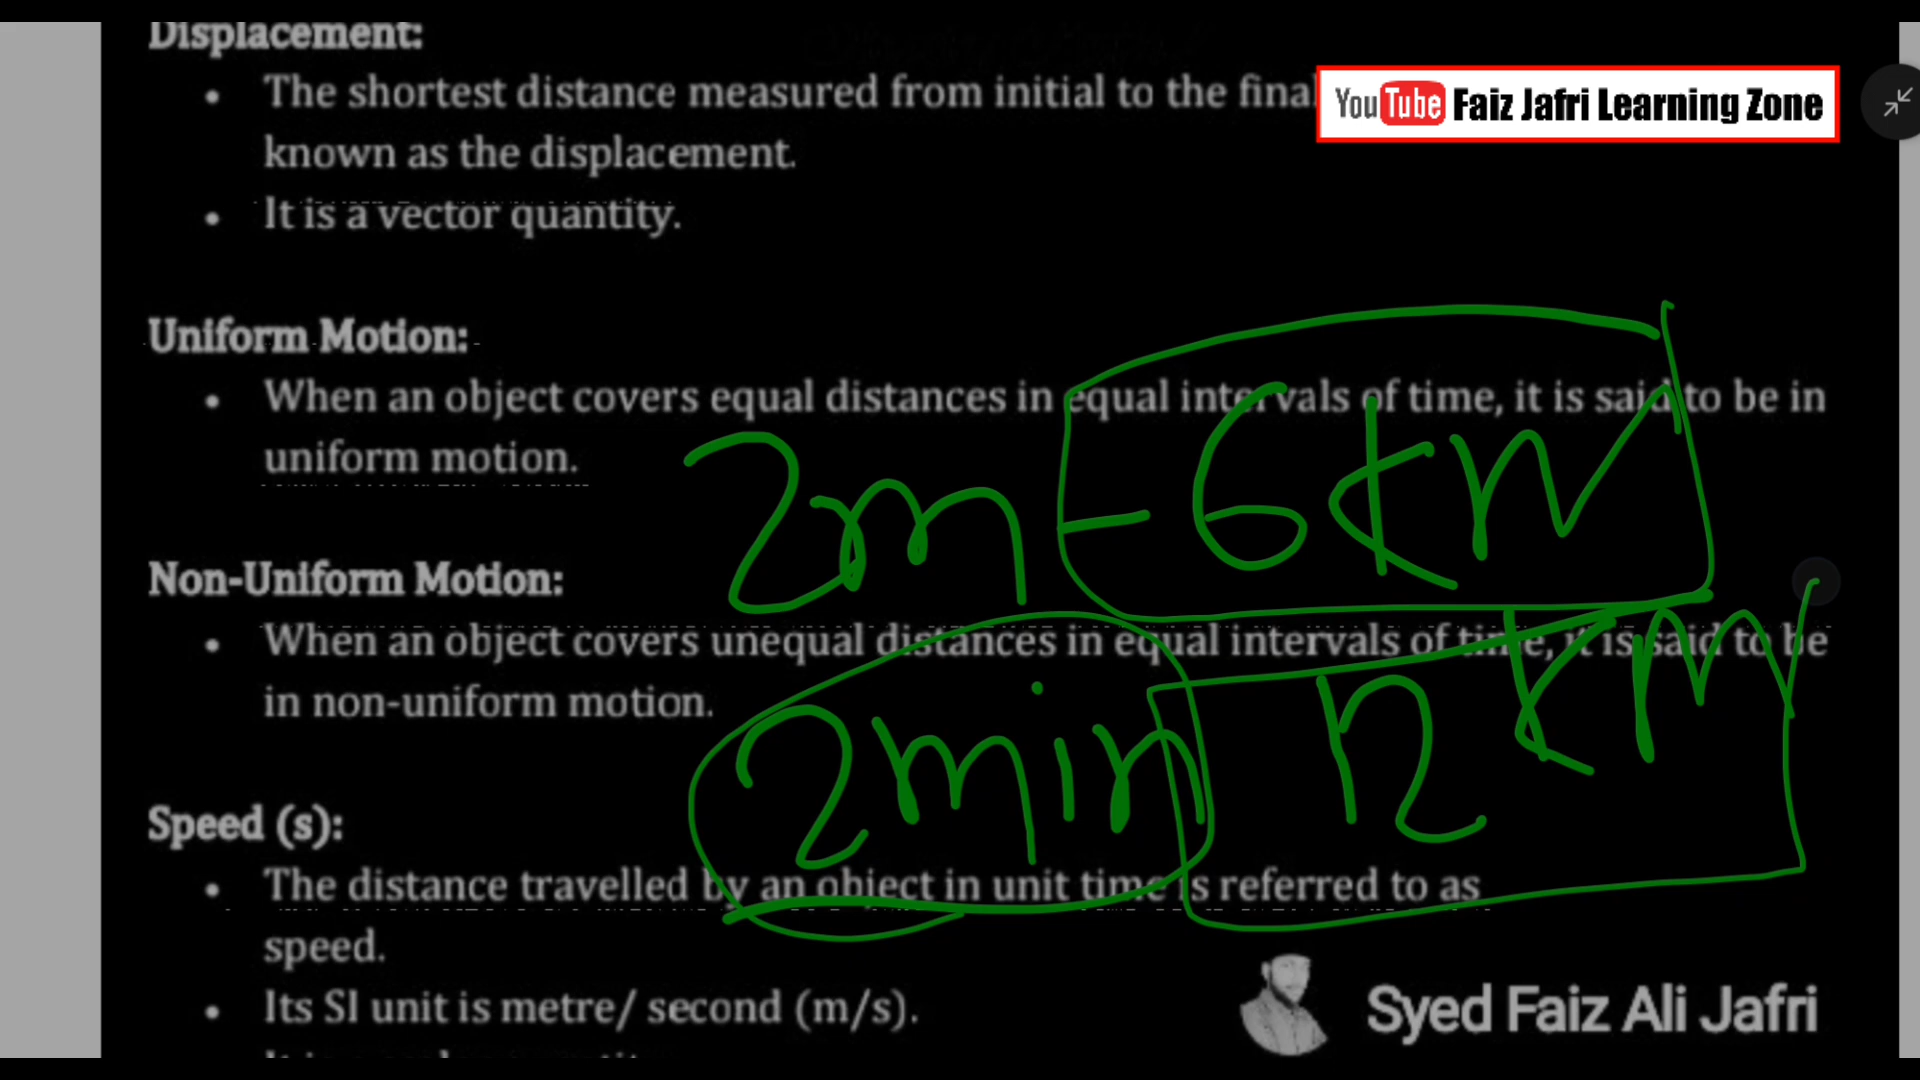 Displacement:
• The shortest distance measured from initial to the final
YouTube Faiz Jafri Learning Zone
known as the displacement.
• It is a vector quantity.
Uniform Motion:
• When an object covers equal distances in equal intervals of time, it is said to be in
uniform motion.
2m – 6km
Non-Uniform Motion:
• When an object covers unequal distances in equal intervals of time, it is said to be
in non-uniform motion.
2min 12 km
Speed (s):
• The distance travelled by an object in unit time is referred to as
speed.
• Its SI unit is metre/ second (m/s).
Syed Faiz Ali Jafri